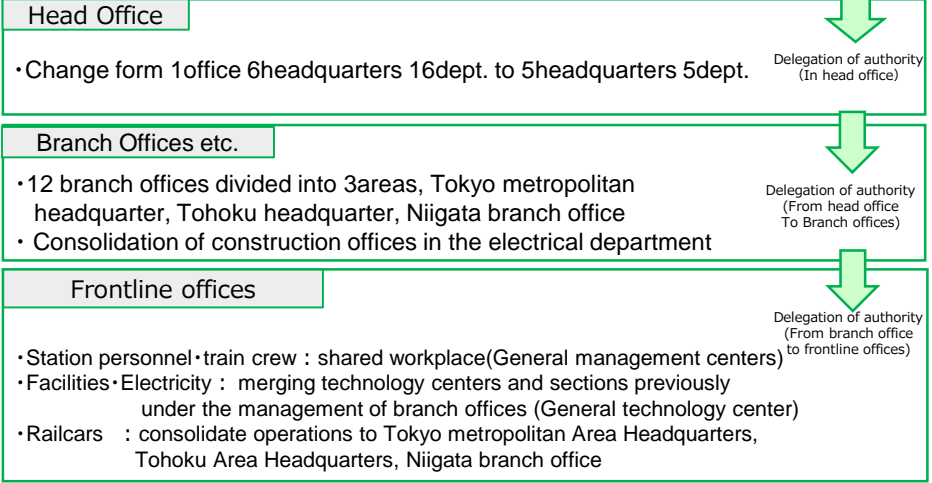 Head Office
・Change form 1office 6headquarters 16dept. to 5headquarters 5dept.
Delegation of authority
(In head office)
Branch Offices etc.
・12 branch offices divided into 3areas, Tokyo metropolitan
headquarter, Tohoku headquarter, Niigata branch office
・Consolidation of construction offices in the electrical department
Delegation of authority
(From head office
To Branch offices)
Frontline offices
Delegation of authority
(From branch office
to frontline offices)
・Station personnel・train crew：shared workplace(General management centers)
・Facilities・Electricity： merging technology centers and sections previously
under the management of branch offices (General technology center)
・Railcars ：consolidate operations to Tokyo metropolitan Area Headquarters,
Tohoku Area Headquarters, Niigata branch office